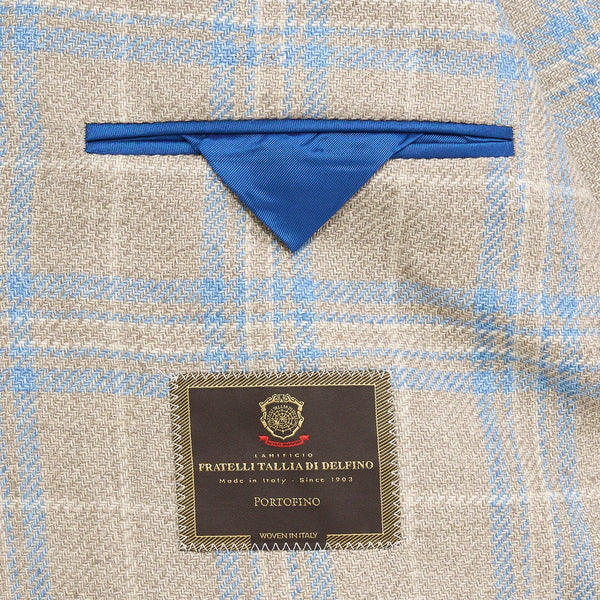 LANIFICIO
FRATELLI TALLIA DI DELFINO
Made in Italy - Since 1903
PORTOFINO
WOVEN IN ITALY